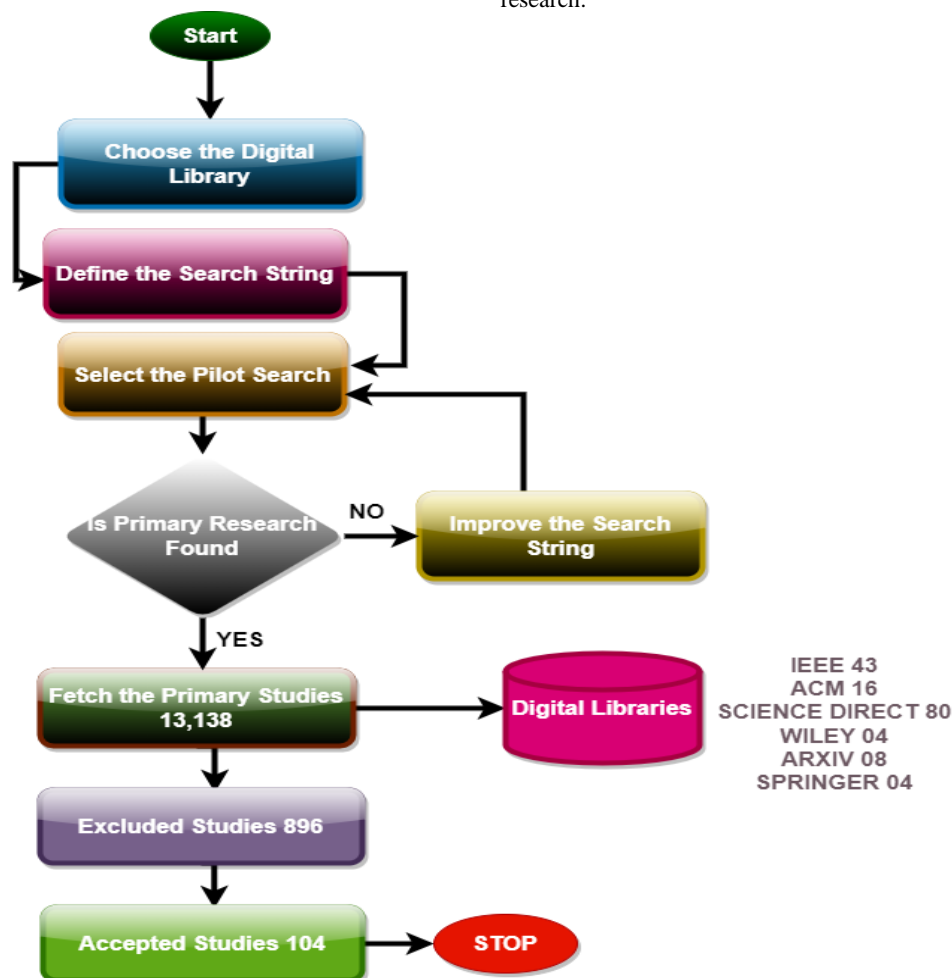 research.
Start
Choose the Digital
Library
Define the Search String
Select the Pilot Search
Is Primary Research
Found
NO
Improve the Search
String
YES
Fetch the Primary Studies
13,138
Digital Libraries
IEEE 43
ACM 16
SCIENCE DIRECT 80
WILEY 04
ARXIV 08
SPRINGER 04
Excluded Studies 896
Accepted Studies 104
STOP